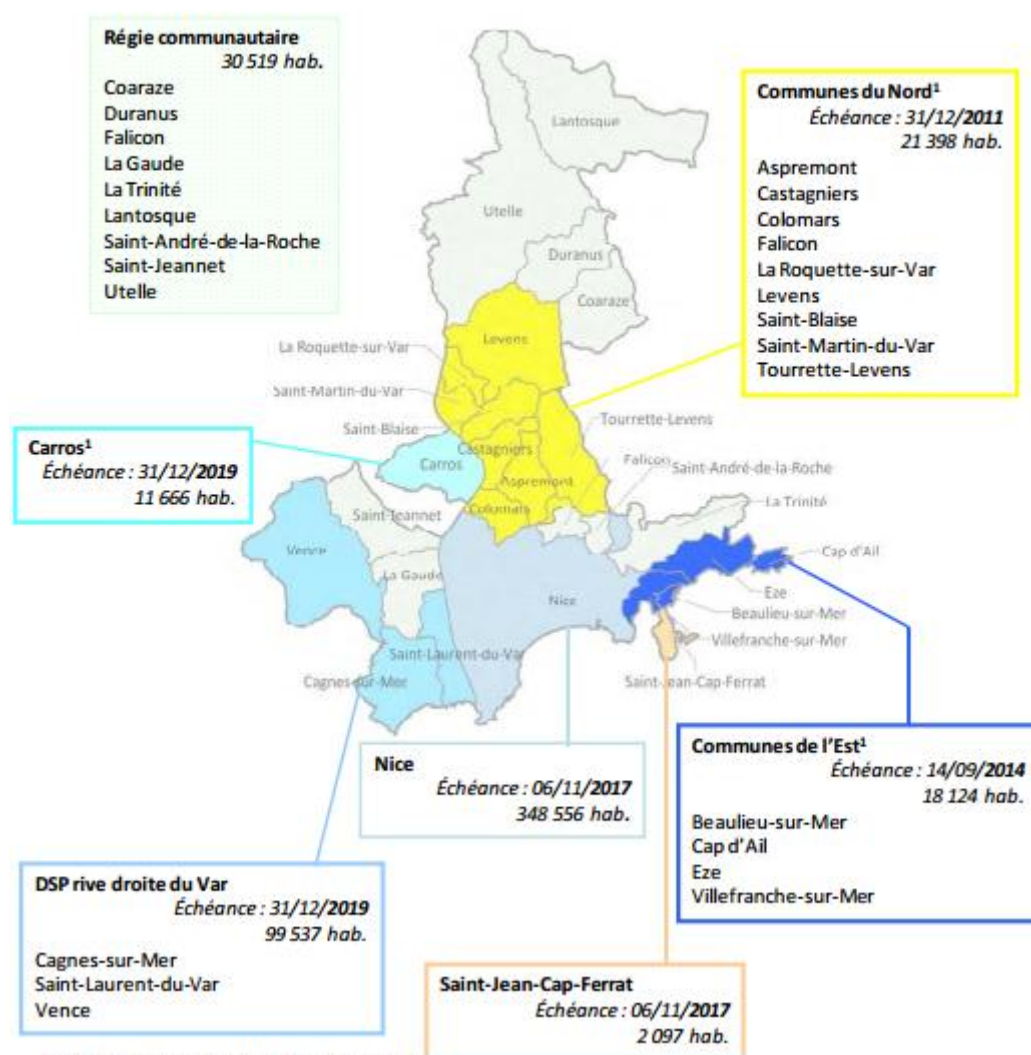 Régie communautaire
30 519 hab.
Coaraze
Duranus
Falicon
La Gaude
La Trinité
Lantosque
Saint-André-de-la-Roche
Saint-Jeannet
Utelle
Communes du Nord¹
Échéance : 31/12/2011
21 398 hab.
Aspremont
Castagniers
Colomars
Falicon
La Roquette-sur-Var
Levens
Saint-Blaise
Saint-Martin-du-Var
Tourrette-Levens
Lantosque
Utelle
Duranus
Coaraze
Levens
La Roquette-sur-Var
Saint-Martin-du-Var
Tourrette-Levens
Saint-Blaise
Castagniers
Carros
Falicon
Saint-André-de-la-Roche
Aspremont
La Trinité
Colomars
Saint-Jeannet
Vence
Cap d'Ail
La Gaude
Eze
Nice
Beaulieu-sur-Mer
Villefranche-sur-Mer
Saint-Laurent-du-Var
Cagnes-sur-Mer
Saint-Jean-Cap-Ferrat
Carros¹
Échéance : 31/12/2019
11 666 hab.
Nice
Échéance : 06/11/2017
348 556 hab.
Communes de l'Est¹
Échéance : 14/09/2014
18 124 hab.
Beaulieu-sur-Mer
Cap d'Ail
Eze
Villefranche-sur-Mer
DSP rive droite du Var
Échéance : 31/12/2019
99 537 hab.
Cagnes-sur-Mer
Saint-Laurent-du-Var
Vence
Saint-Jean-Cap-Ferrat
Échéance : 06/11/2017
2 097 hab.